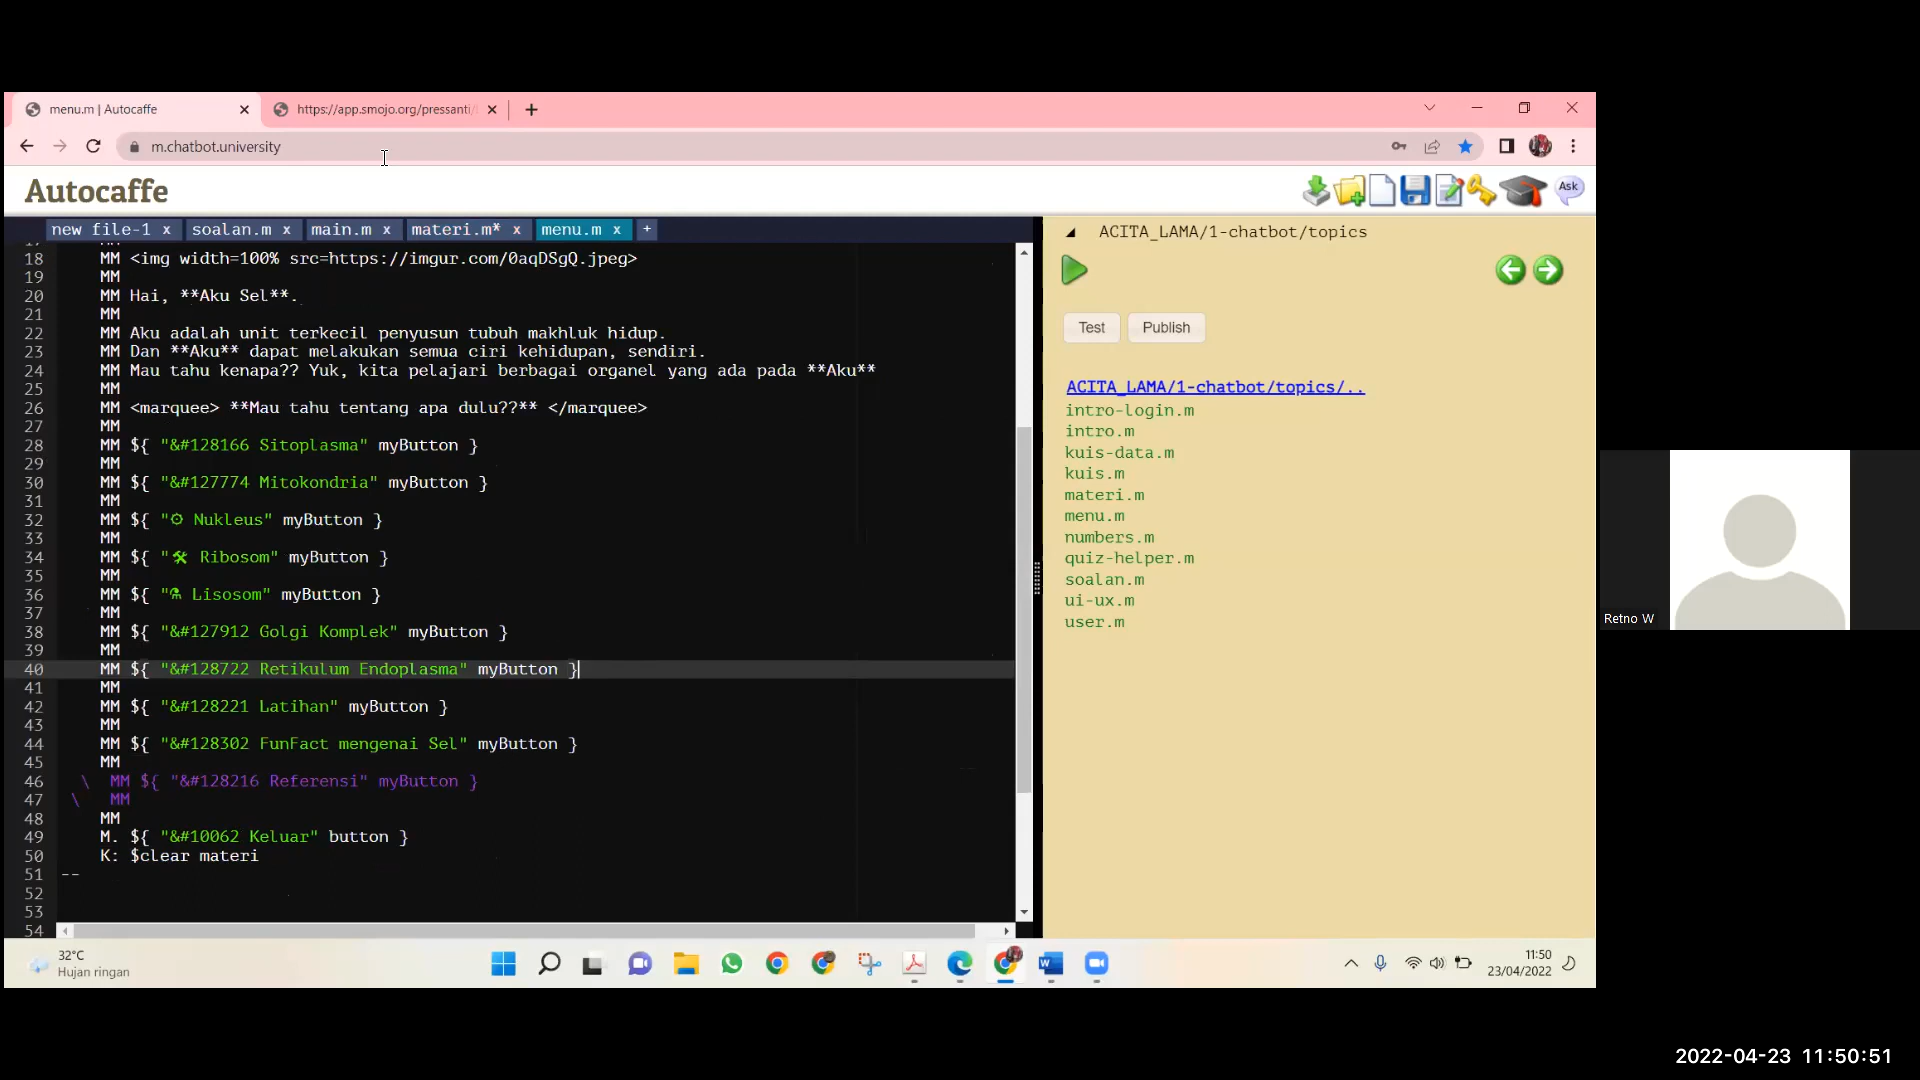 menu.m | Autocaffe
https://app.smojo.org/pressanti/
m.chatbot.university
Autocaffe
Ask
new file-1 x
soalan.m x
main.m x
materi.m* x
menu.m x
+
18 MM <img width=100% src=https://imgur.com/0aqDSgQ.jpeg>
19 MM
20 MM Hai, **Aku Sel**.
21 MM
22 MM Aku adalah unit terkecil penyusun tubuh makhluk hidup.
23 MM Dan **Aku** dapat melakukan semua ciri kehidupan, sendiri.
24 MM Mau tahu kenapa?? Yuk, kita pelajari berbagai organel yang ada pada **Aku**
25 MM
26 MM <marquee> **Mau tahu tentang apa dulu??** </marquee>
27 MM
28 MM ${ "&#128166 Sitoplasma" myButton }
29 MM
30 MM ${ "&#127774 Mitokondria" myButton }
31 MM
32 MM ${ "⚙ Nukleus" myButton }
33 MM
34 MM ${ "🛠 Ribosom" myButton }
35 MM
36 MM ${ "⚗ Lisosom" myButton }
37 MM
38 MM ${ "&#127912 Golgi Komplek" myButton }
39 MM
40 MM ${ "&#128722 Retikulum Endoplasma" myButton }
41 MM
42 MM ${ "&#128221 Latihan" myButton }
43 MM
44 MM ${ "&#128302 FunFact mengenai Sel" myButton }
45 MM
46 \ MM ${ "&#128216 Referensi" myButton }
47 \ MM
48 MM
49 M. ${ "&#10062 Keluar" button }
50 K: $clear materi
51 --
52
53
54
ACITA_LAMA/1-chatbot/topics
Test
Publish
ACITA_LAMA/1-chatbot/topics/..
intro-login.m
intro.m
kuis-data.m
kuis.m
materi.m
menu.m
numbers.m
quiz-helper.m
soalan.m
ui-ux.m
user.m
Retno W
32°C
Hujan ringan
11:50
23/04/2022
2022-04-23 11:50:51